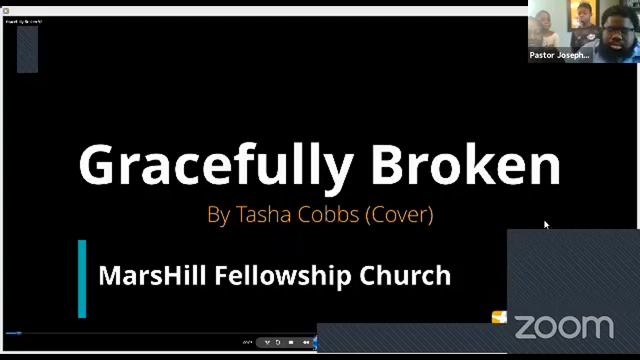 Pastor Joseph...
Gracefully Broken
By Tasha Cobbs (Cover)
MarsHill Fellowship Church
zoom